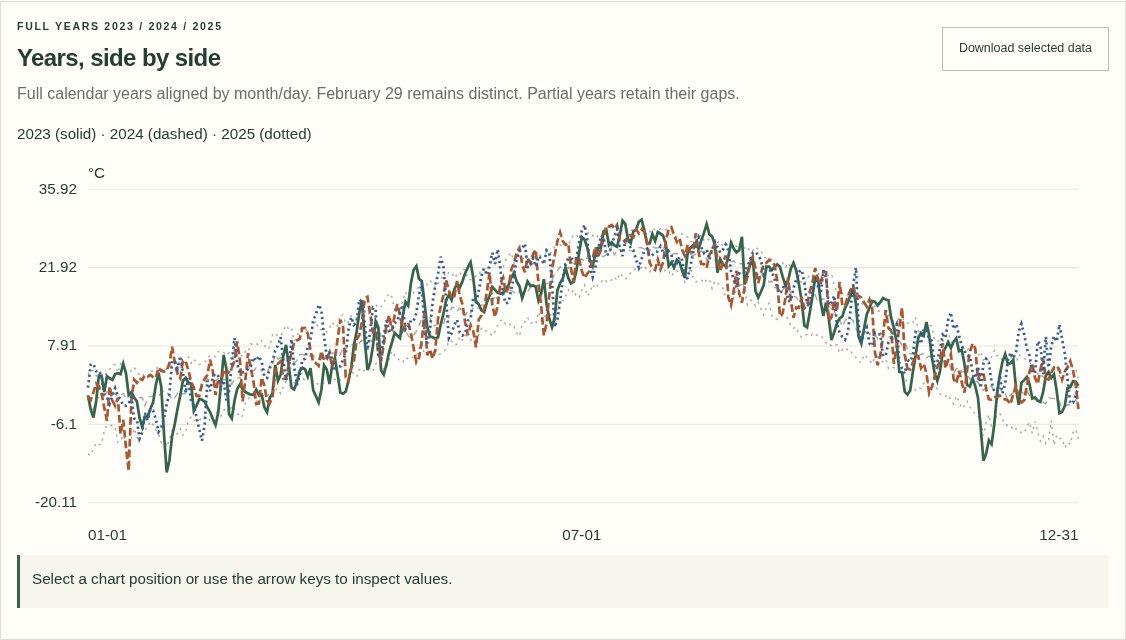 FULL YEARS 2023 / 2024 / 2025
Years, side by side
Download selected data
Full calendar years aligned by month/day. February 29 remains distinct. Partial years retain their gaps.
2023 (solid) · 2024 (dashed) · 2025 (dotted)
°C
35.92
21.92
7.91
-6.1
-20.11
01-01
07-01
12-31
Select a chart position or use the arrow keys to inspect values.